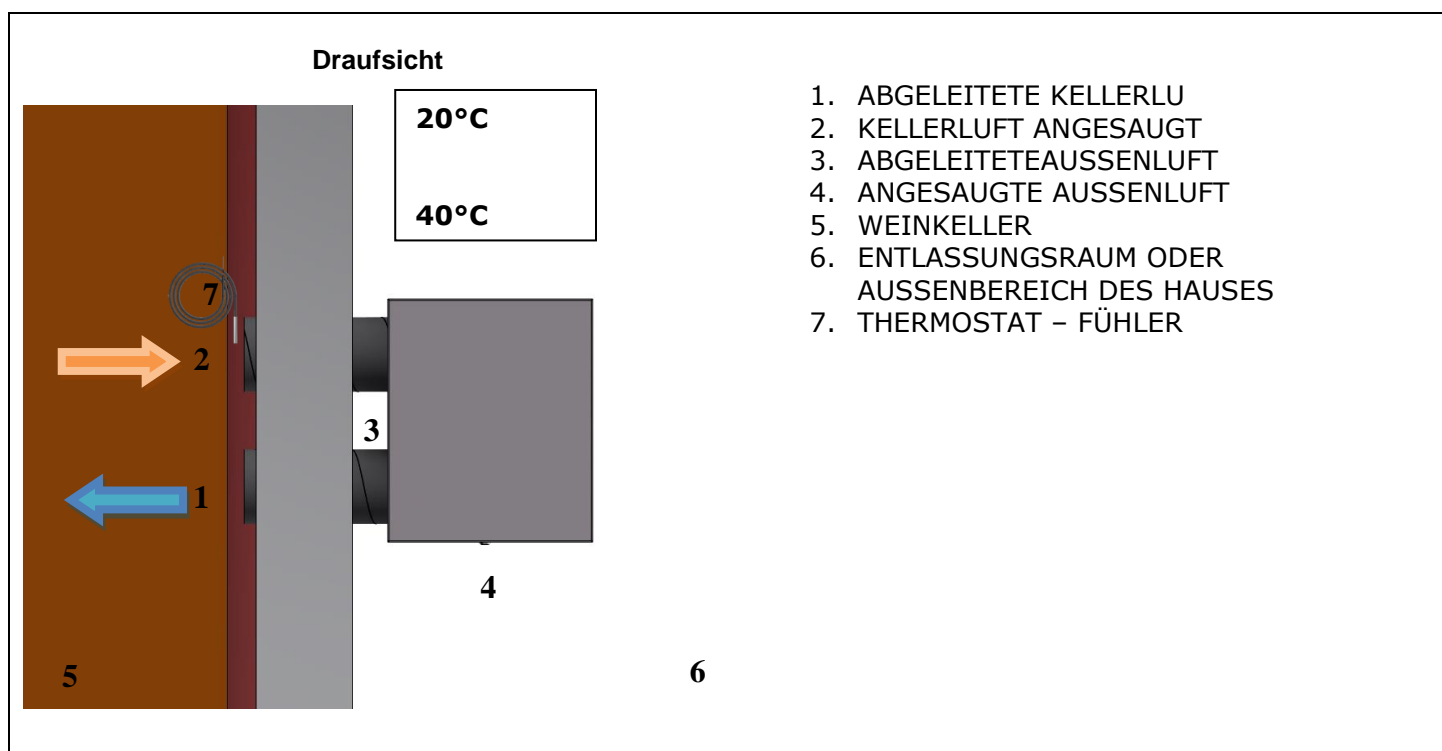 Draufsicht
20°C
40°C
7
2
3
1
4
5
6
1. ABGELEITETE KELLERLU
2. KELLERLUFT ANGESAUGT
3. ABGELEITETEAUSSENLUFT
4. ANGESAUGTE AUSSENLUFT
5. WEINKELLER
6. ENTLASSUNGSRAUM ODER
AUSSENBEREICH DES HAUSES
7. THERMOSTAT – FÜHLER